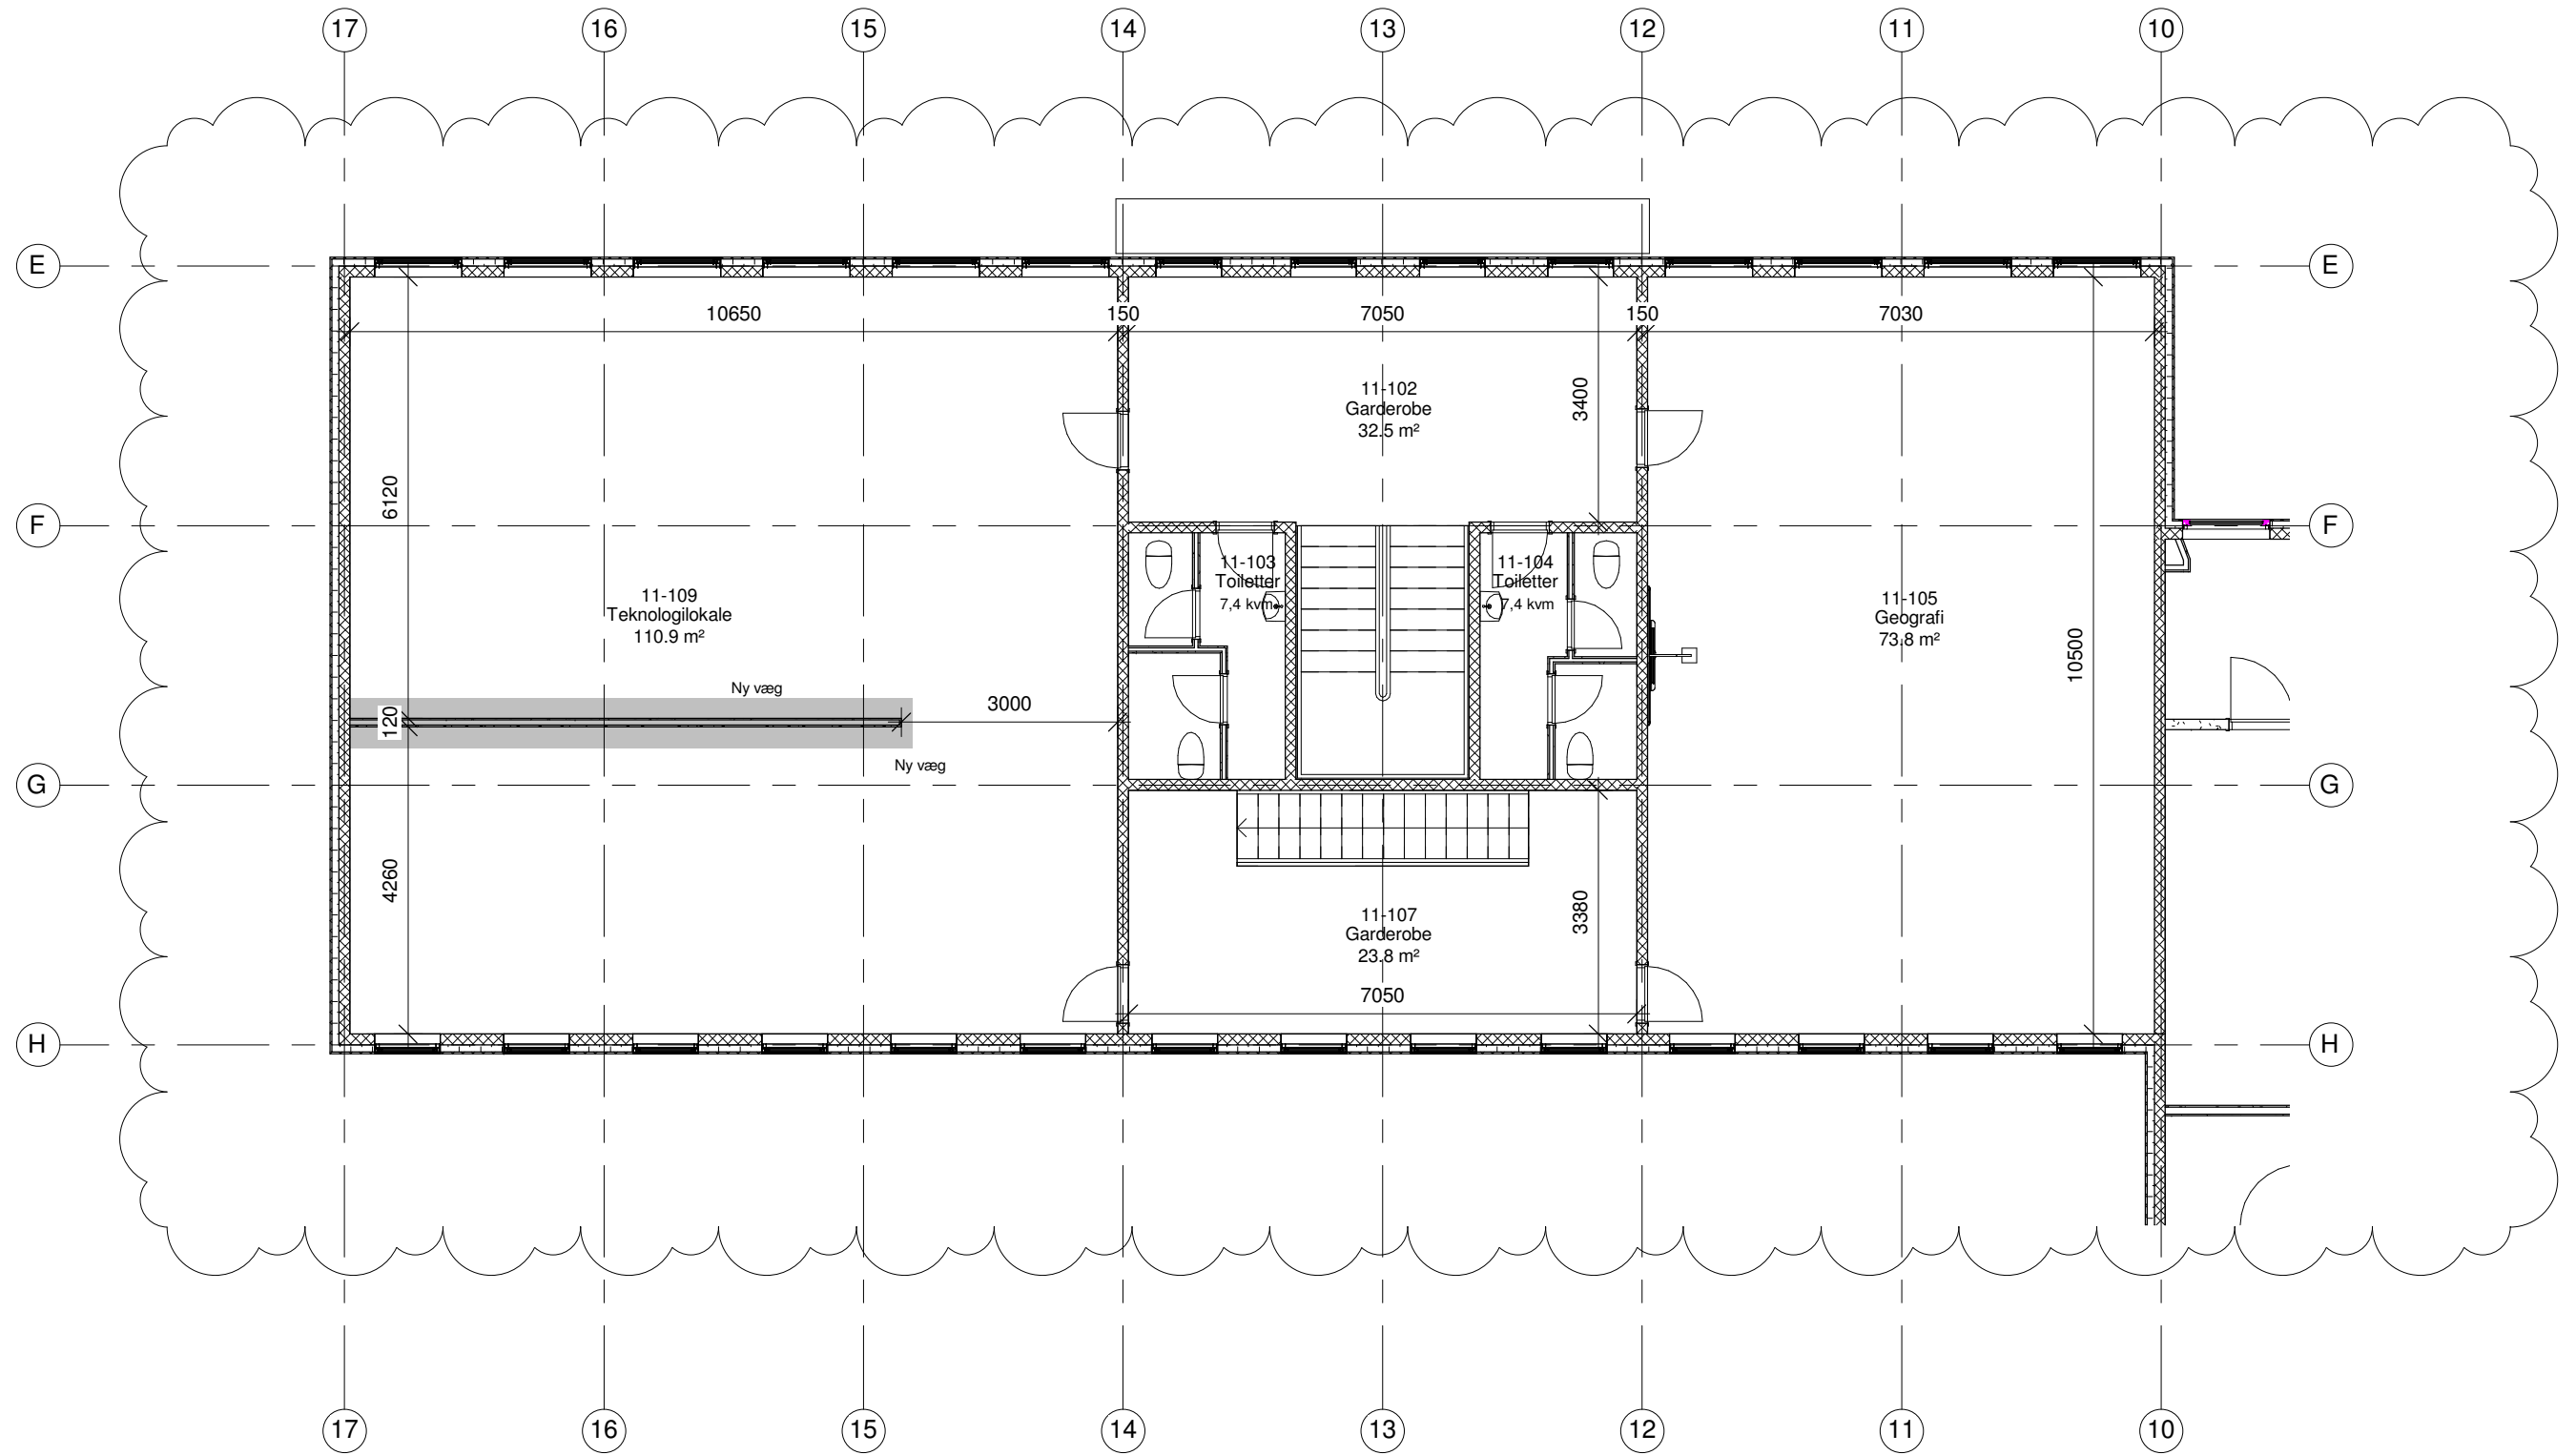 17
16
15
14
13
12
11
10
E
E
10650
150
7050
150
7030
11-102
Garderobe
32.5 m²
3400
6120
F
F
11-103
Toiletter
7,4 kvm
11-104
Toiletter
7,4 kvm
11-109
Teknologilokale
110.9 m²
11-105
Geografi
73.8 m²
10500
Ny væg
3000
120
Ny væg
G
G
4260
11-107
Garderobe
23.8 m²
3380
7050
H
H
17
16
15
14
13
12
11
10